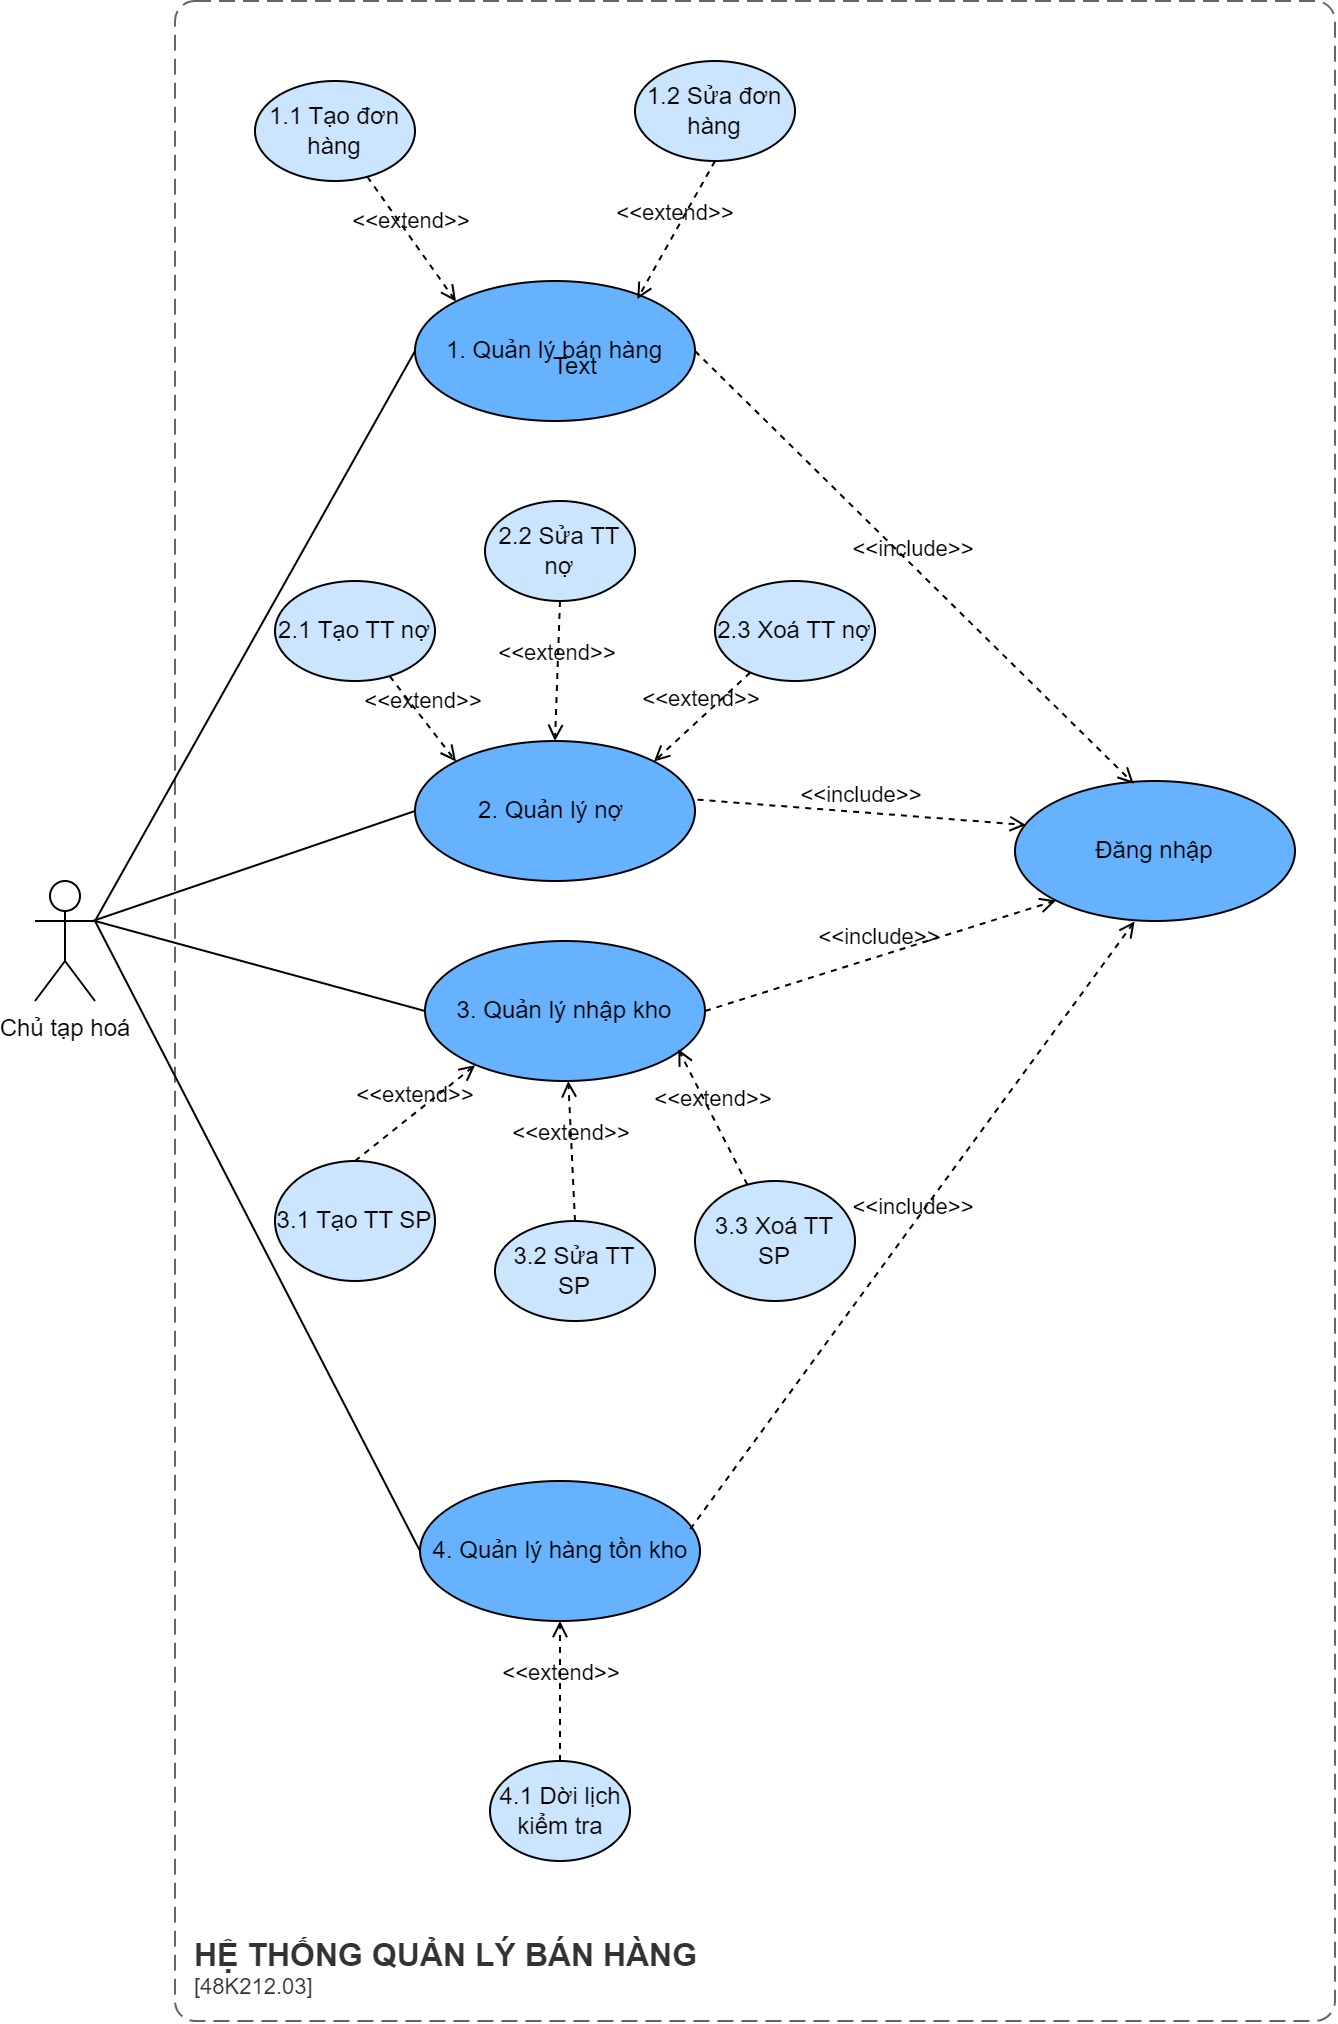 1.1 Tạo đơn
hàng
1.2 Sửa đơn
hàng
<<extend>>
<<extend>>
1. Quản lý bán hàng
Text
2.2 Sửa TT
nợ
<<include>>
2.1 Tạo TT nợ
2.3 Xoá TT nợ
<<extend>>
<<extend>>
<<extend>>
2. Quản lý nợ
<<include>>
Đăng nhập
<<include>>
3. Quản lý nhập kho
Chủ tạp hoá
<<extend>>
<<extend>>
<<extend>>
3.1 Tạo TT SP
3.2 Sửa TT
SP
3.3 Xoá TT
SP
<<include>>
4. Quản lý hàng tồn kho
<<extend>>
4.1 Dời lịch
kiểm tra
HỆ THỐNG QUẢN LÝ BÁN HÀNG
[48K212.03]